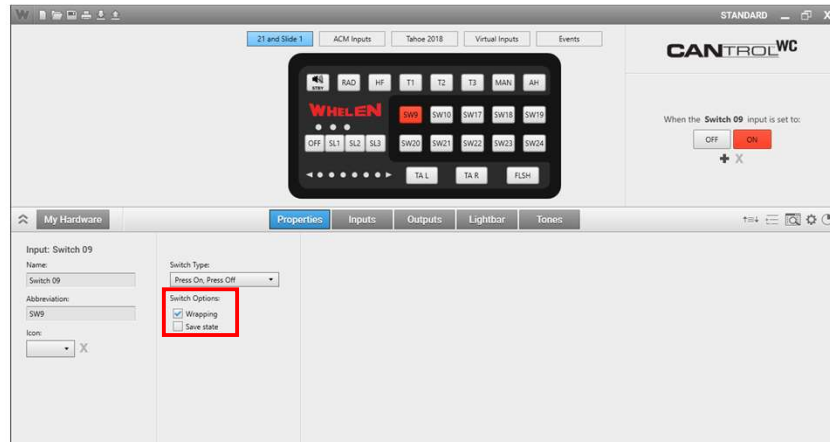 W STANDARD
21 and Slide 1 ACM Inputs Tahoe 2018 Virtual Inputs Events
CANTROLWC
STBY RAD HF T1 T2 T3 MAN AH
WHELEN SW9 SW10 SW17 SW18 SW19
OFF SL1 SL2 SL3 SW20 SW21 SW22 SW23 SW24
TA L TA R FLSH
When the Switch 09 input is set to:
OFF ON
X
My Hardware Properties Inputs Outputs Lightbar Tones
Input: Switch 09
Name:
Switch 09
Abbreviation:
SW9
Icon:
X
Switch Type:
Press On, Press Off
Switch Options:
Wrapping
Save state